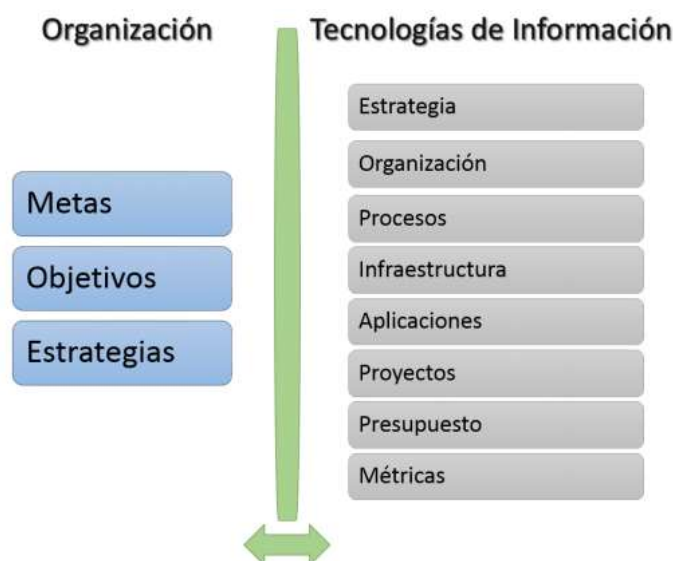 Organización
Tecnologías de Información
Metas
Objetivos
Estrategias
Estrategia
Organización
Procesos
Infraestructura
Aplicaciones
Proyectos
Presupuesto
Métricas